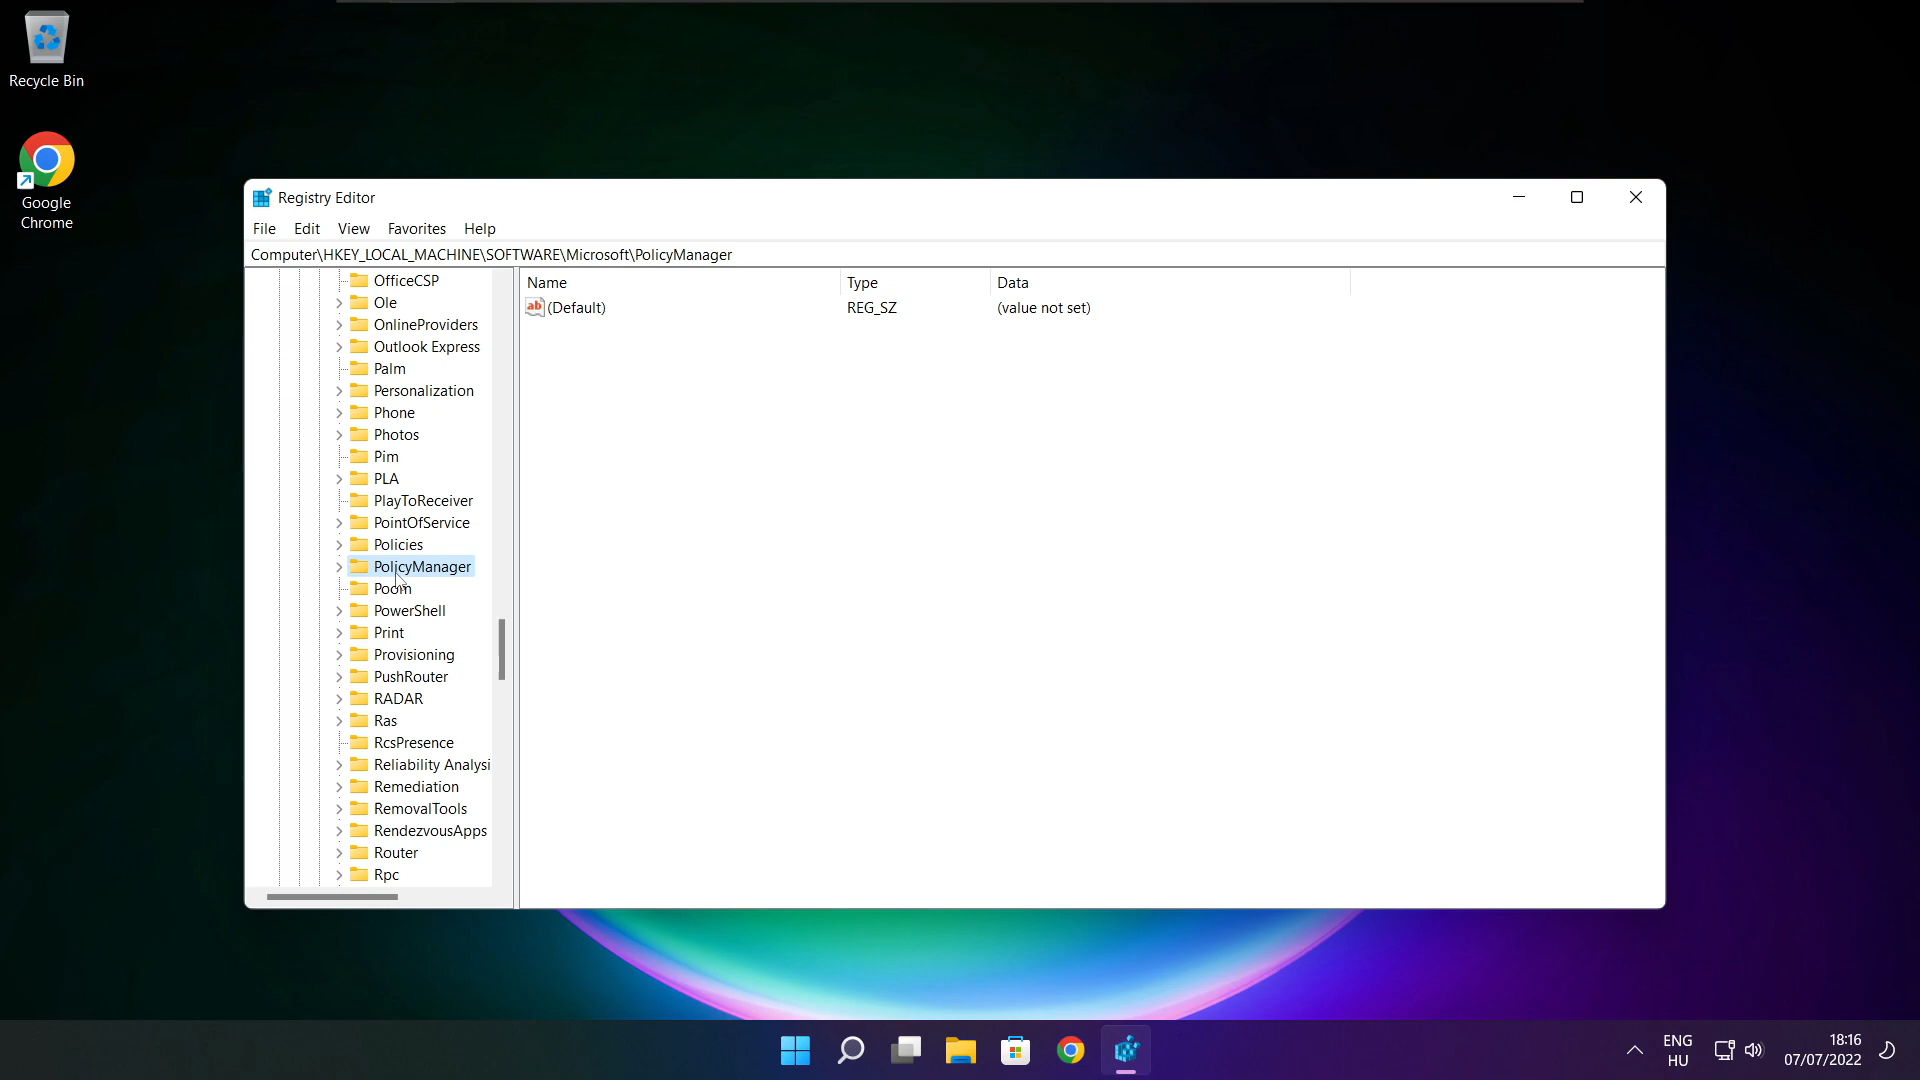 Recycle Bin
Google
Chrome
Registry Editor
File Edit View Favorites Help
Computer\HKEY_LOCAL_MACHINE\SOFTWARE\Microsoft\PolicyManager
OfficeCSP
Ole
OnlineProviders
Outlook Express
Palm
Personalization
Phone
Photos
Pim
PLA
PlayToReceiver
PointOfService
Policies
PolicyManager
Poom
PowerShell
Print
Provisioning
PushRouter
RADAR
Ras
RcsPresence
Reliability Analysi
Remediation
RemovalTools
RendezvousApps
Router
Rpc
Name Type Data
ab (Default) REG_SZ (value not set)
ENG
HU
18:16
07/07/2022